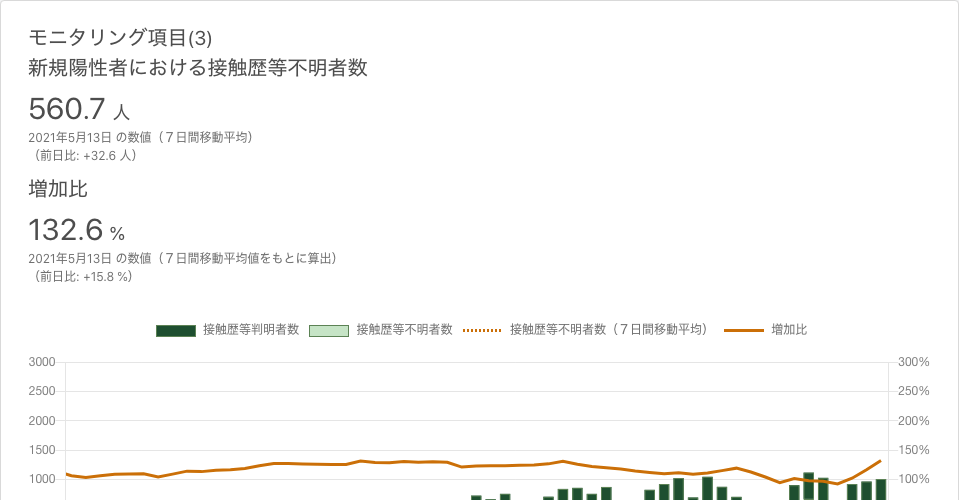 モニタリング項目(3)
新規陽性者における接触歴等不明者数
560.7 人
2021年5月13日 の数値（７日間移動平均）
（前日比: +32.6 人）
増加比
132.6 %
2021年5月13日 の数値（７日間移動平均値をもとに算出）
（前日比: +15.8 %）
接触歴等判明者数 接触歴等不明者数 接触歴等不明者数（７日間移動平均） 増加比
3000 300%
2500 250%
2000 200%
1500 150%
1000 100%